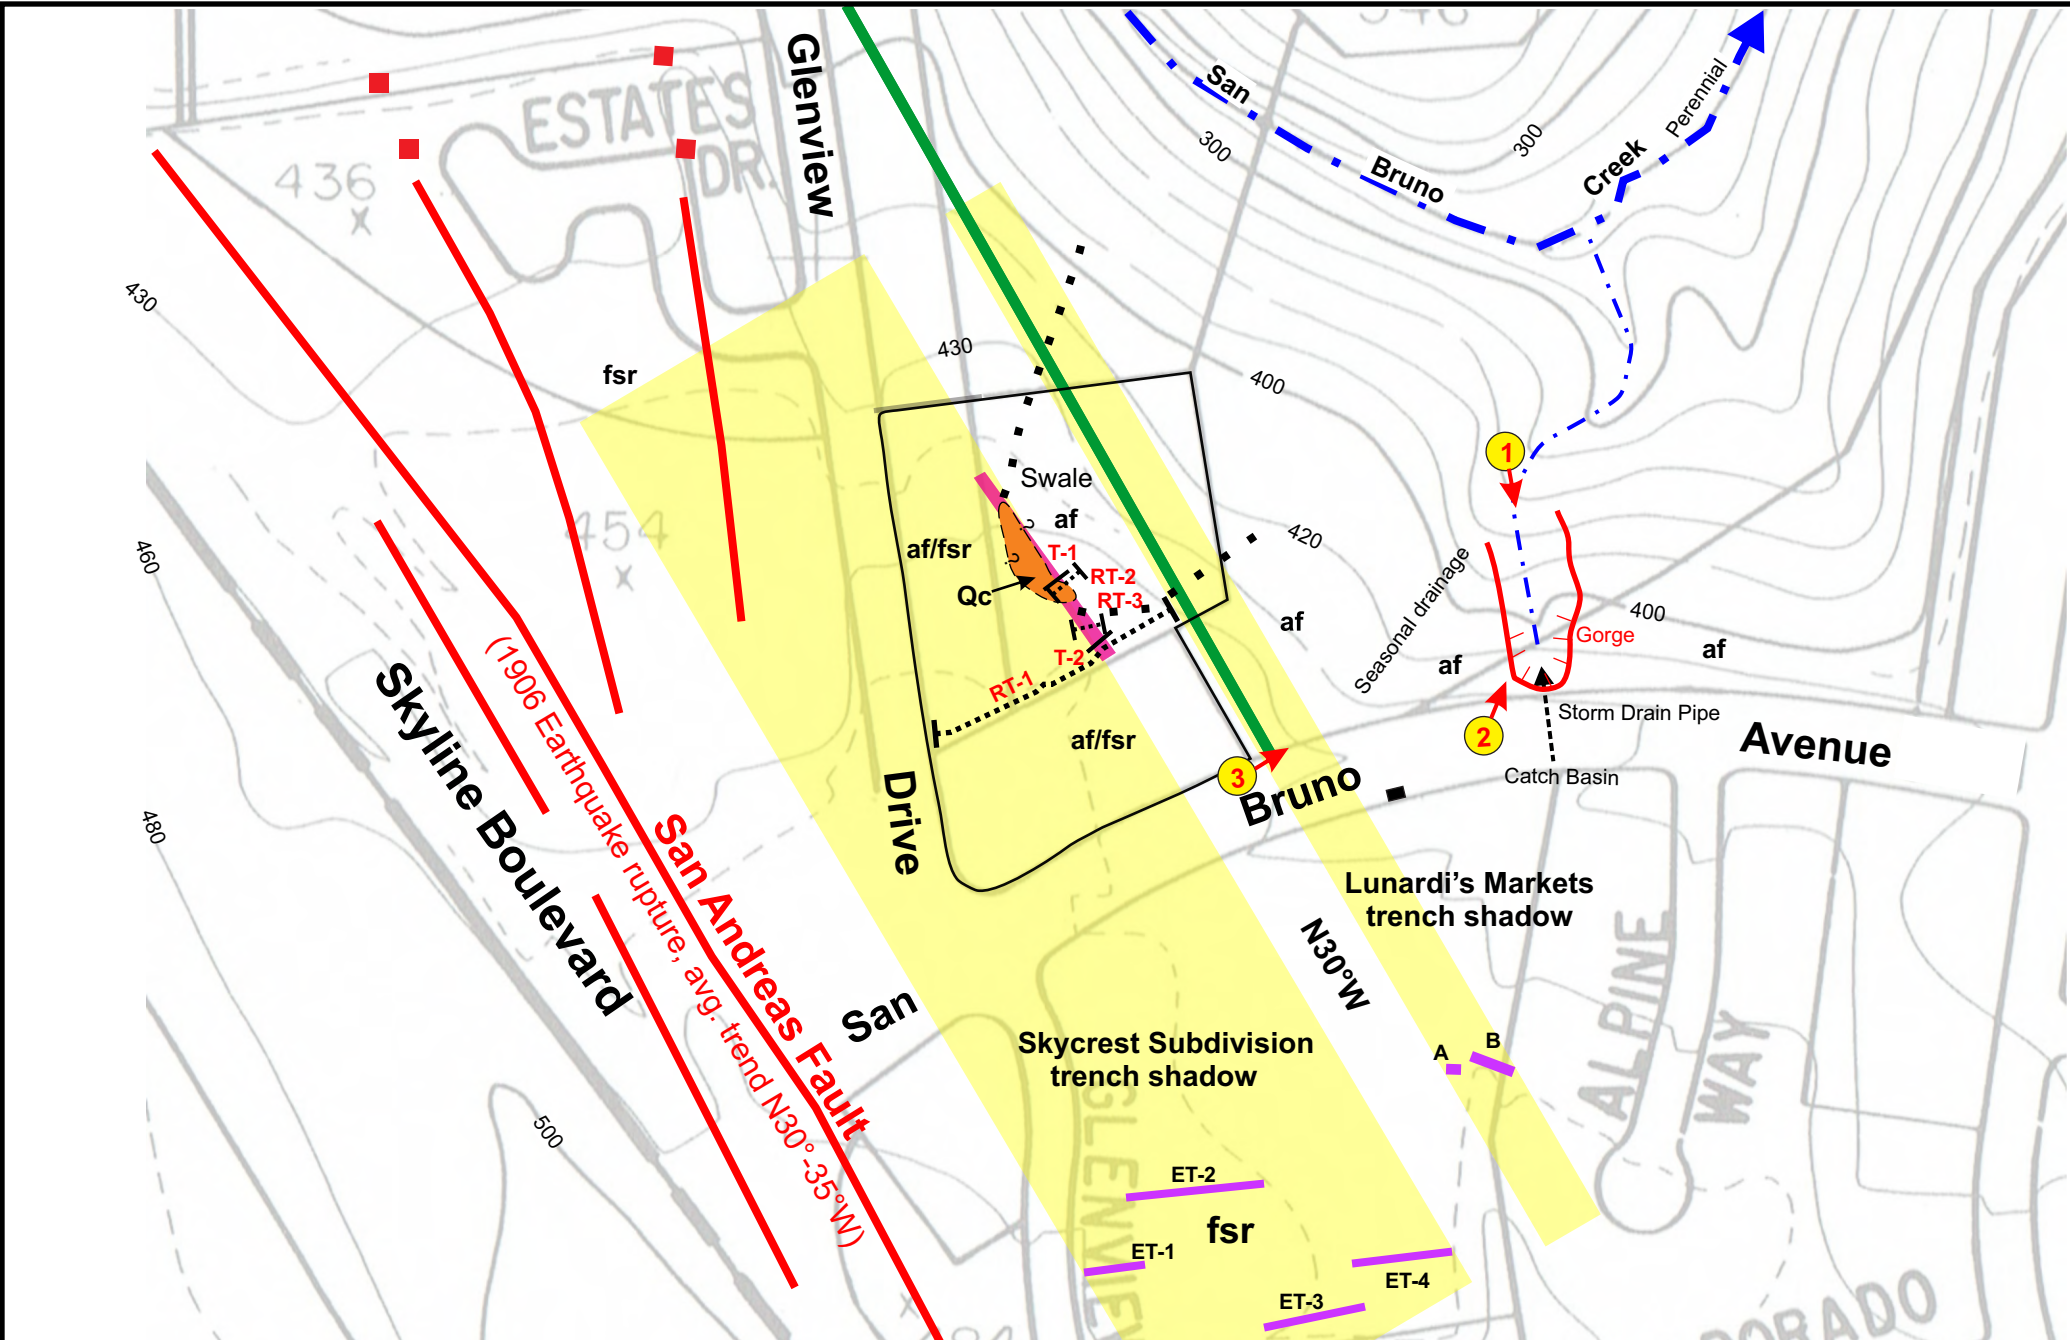 Glenview
ESTATES
DR.
436
San
Bruno
Creek
Perennial
300
300
430
430
fsr
400
Swale
454
420
af/fsr
af
?
?
Qc
T-1
RT-2
RT-3
T-2
RT-1
1
Seasonal drainage
460
400
Gorge
af
af
af
2
Storm Drain Pipe
Catch Basin
af/fsr
Drive
3
Bruno
Avenue
Skyline Boulevard
(1906 Earthquake rupture, avg. trend N30°-35°W)
San Andreas Fault
480
Lunardi’s Markets
trench shadow
N30°W
San
Skycrest Subdivision
trench shadow
A
B
ALPINE
WAY
500
ET-2
fsr
ET-1
ET-4
ET-3